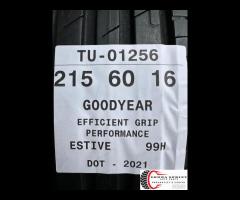 TU-01256
215 60 16
GOODYEAR
EFFICIENT GRIP
PERFORMANCE
ESTIVE 99H
DOT - 2021